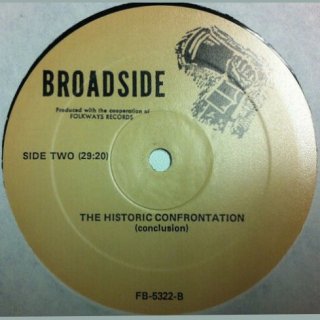 BROADSIDE
Produced with the cooperation of
FOLKWAYS RECORDS
SIDE TWO (29:20)
THE HISTORIC CONFRONTATION
(conclusion)
FB-5322-B